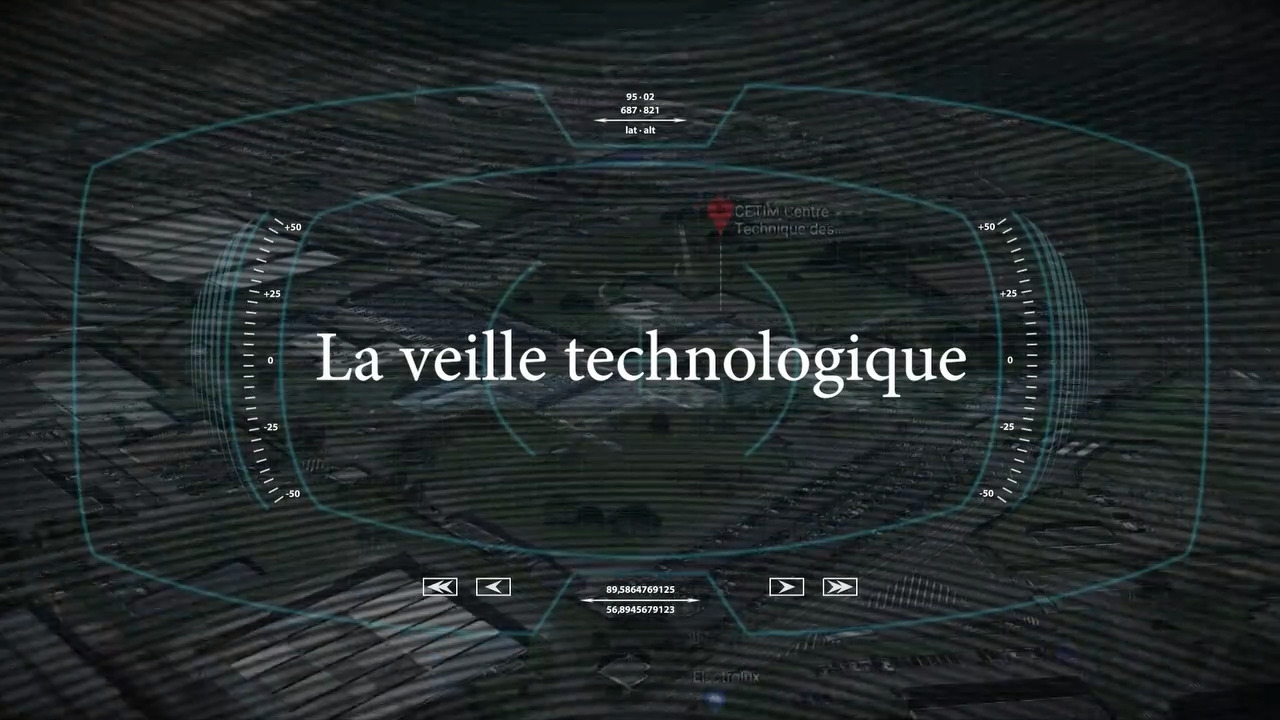 95 · 02
687 · 821
lat · alt
CETIM Centre
Technique des...
+50
+50
+25
+25
La veille technologique
0
0
-25
-25
-50
-50
89,5864769125
56,8945679123
Electrolux